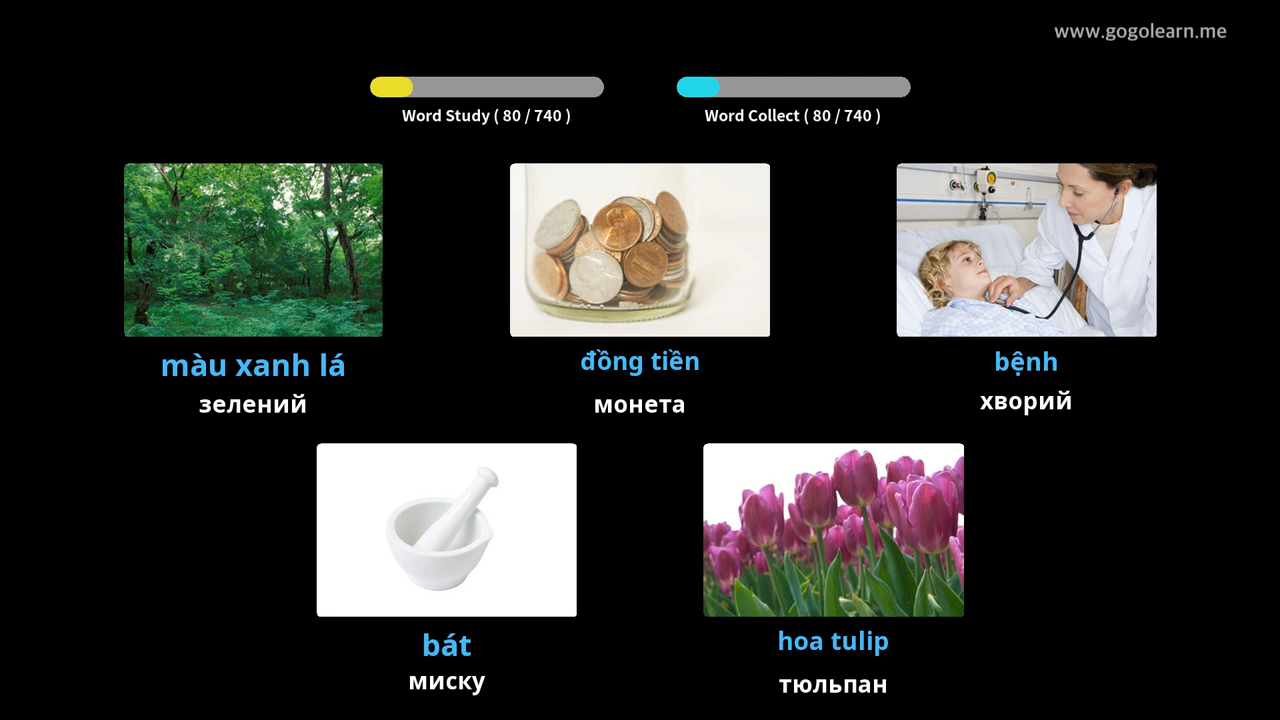 www.gogolearn.me
Word Study ( 80 / 740 )
Word Collect ( 80 / 740 )
màu xanh lá
зелений
đồng tiền
монета
bệnh
хворий
bát
миску
hoa tulip
тюльпан